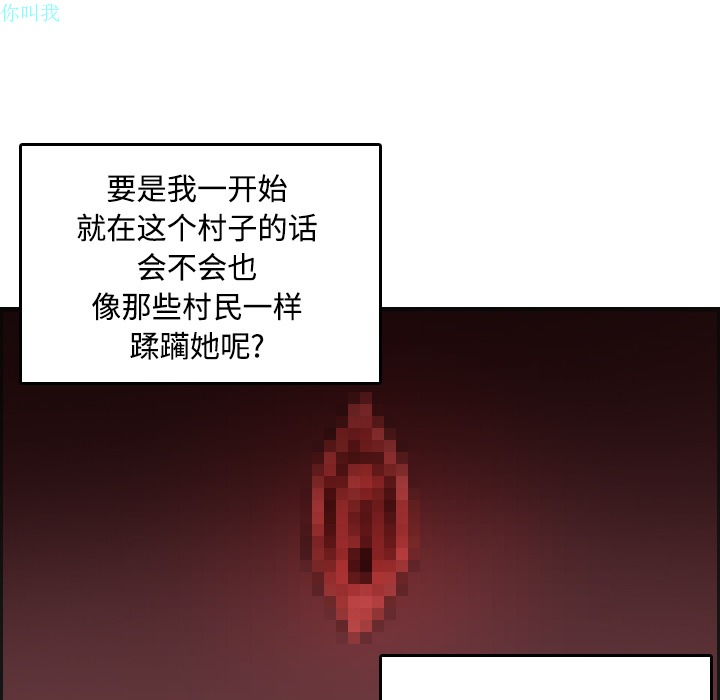 你叫我
要是我一开始
就在这个村子的话
会不会也
像那些村民一样
蹂躏她呢?